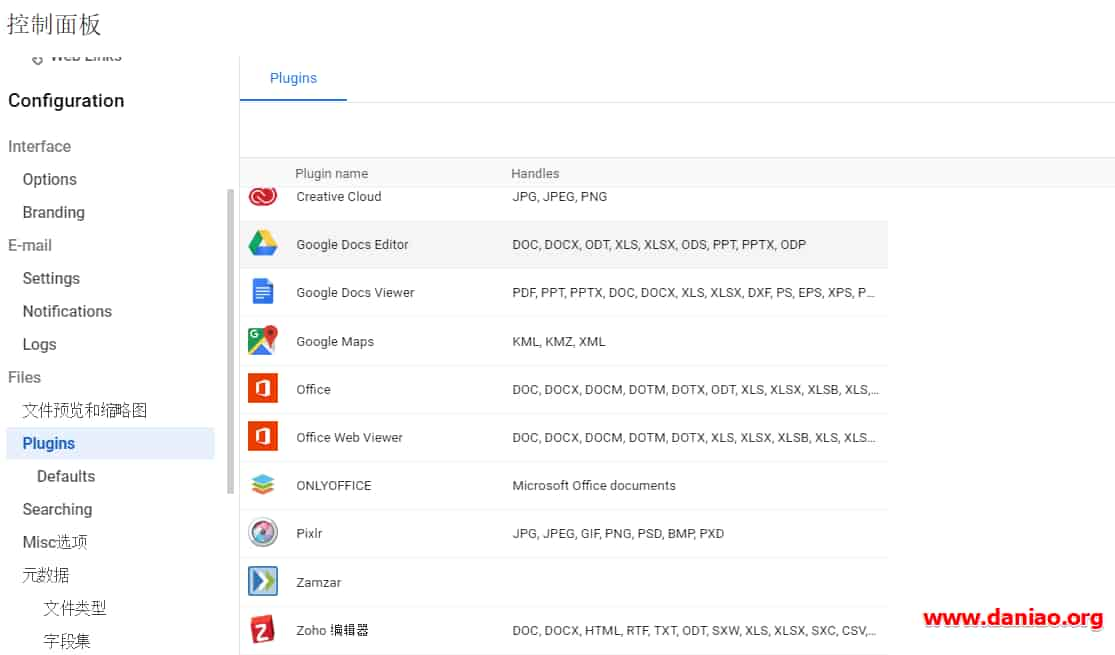 控制面板
Web Links
Configuration
Interface
Options
Branding
E-mail
Settings
Notifications
Logs
Files
文件预览和缩略图
Plugins
Defaults
Searching
Misc选项
元数据
文件类型
字段集
Plugins
Plugin name Handles
Creative Cloud JPG, JPEG, PNG
Google Docs Editor DOC, DOCX, ODT, XLS, XLSX, ODS, PPT, PPTX, ODP
Google Docs Viewer PDF, PPT, PPTX, DOC, DOCX, XLS, XLSX, DXF, PS, EPS, XPS, P...
Google Maps KML, KMZ, XML
Office DOC, DOCX, DOCM, DOTM, DOTX, ODT, XLS, XLSX, XLSB, XLS,...
Office Web Viewer DOC, DOCX, DOCM, DOTM, DOTX, XLS, XLSX, XLSB, XLS, XLS...
ONLYOFFICE Microsoft Office documents
Pixlr JPG, JPEG, GIF, PNG, PSD, BMP, PXD
Zamzar
Zoho 编辑器 DOC, DOCX, HTML, RTF, TXT, ODT, SXW, XLS, XLSX, SXC, CSV,...
www.daniao.org